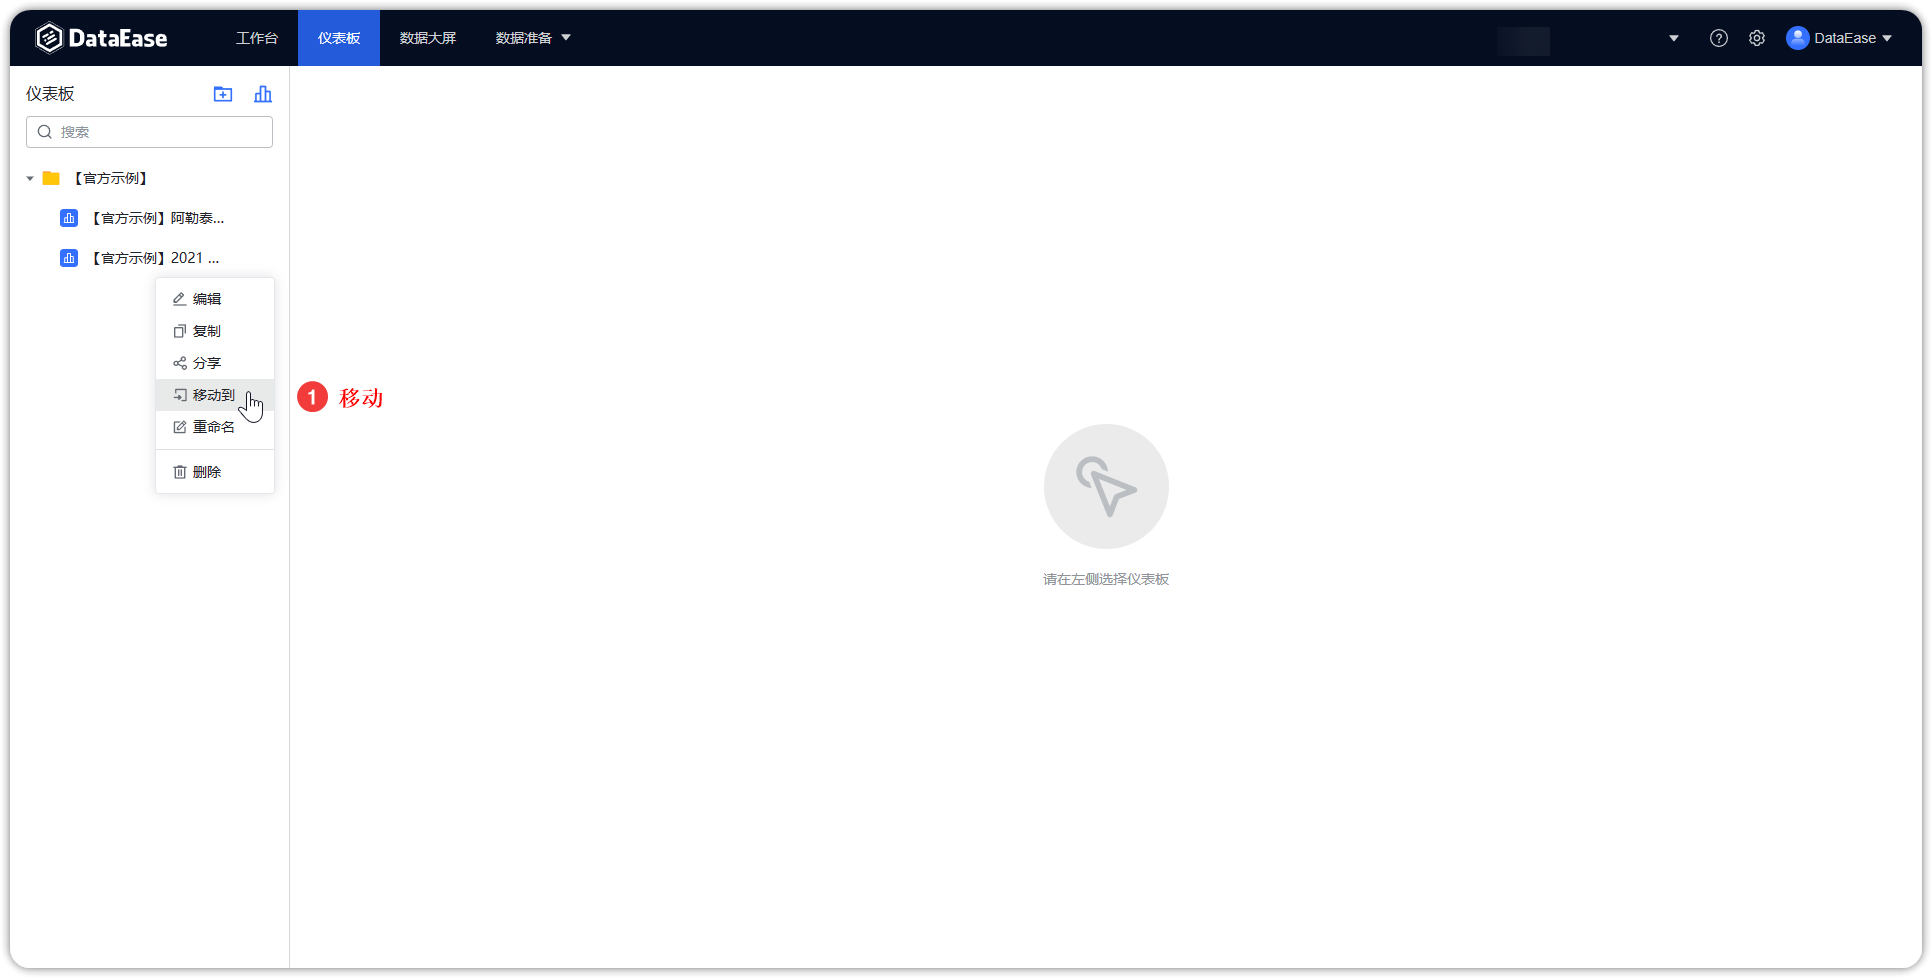 DataEase
工作台 仪表板 数据大屏 数据准备
DataEase
仪表板
搜索
【官方示例】
【官方示例】阿勒泰...
【官方示例】2021 ...
编辑
复制
分享
移动到
1 移动
重命名
删除
请在左侧选择仪表板